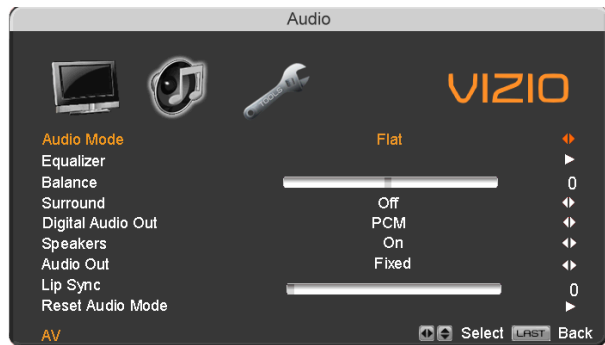 Audio
TOOLS
VIZIO
Audio Mode Flat
Equalizer
Balance 0
Surround Off
Digital Audio Out PCM
Speakers On
Audio Out Fixed
Lip Sync 0
Reset Audio Mode
AV Select LAST Back